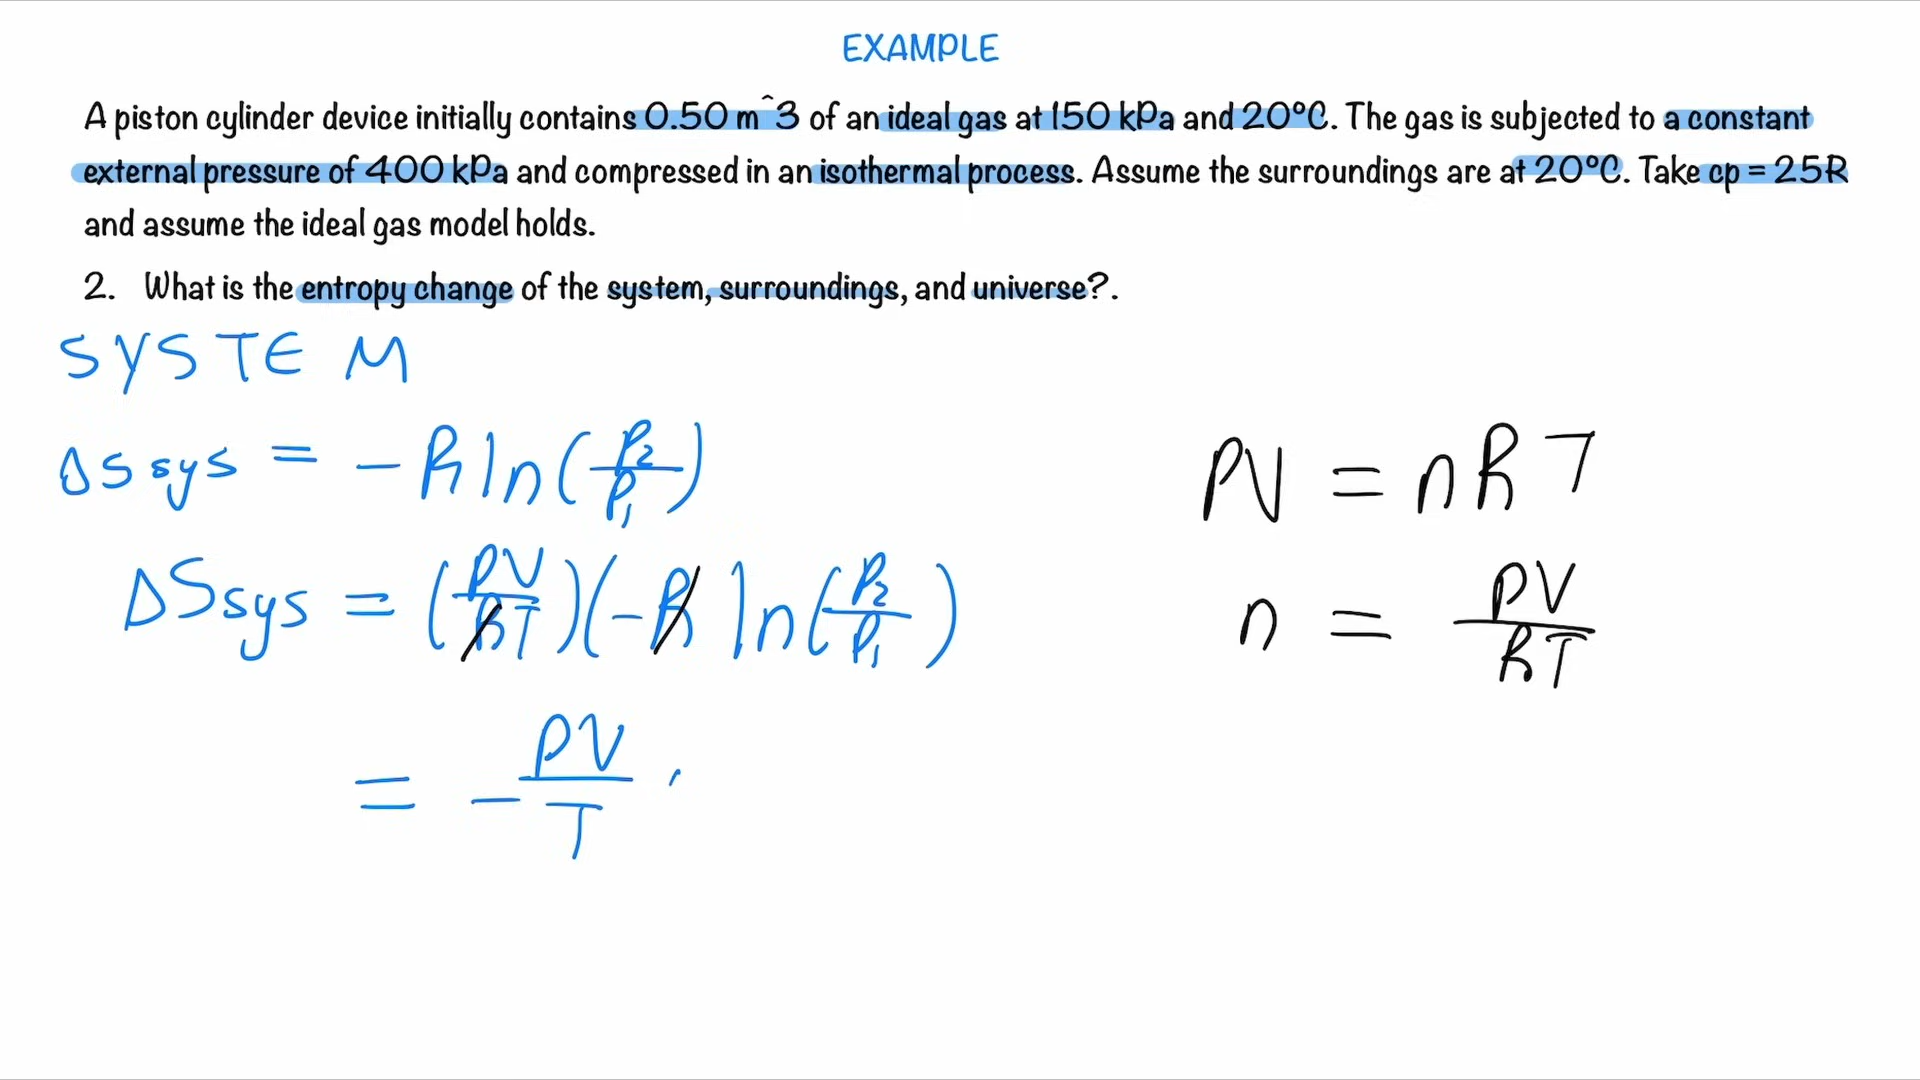 EXAMPLE
A piston cylinder device initially contains 0.50 m^3 of an ideal gas at 150 kPa and 20°C. The gas is subjected to a constant
external pressure of 400 kPa and compressed in an isothermal process. Assume the surroundings are at 20°C. Take cp = 25R
and assume the ideal gas model holds.
2. What is the entropy change of the system, surroundings, and universe?.
SYSTEM
Δs sys = -R ln(P2/P1)
PV = nRT
ΔSsys = (PV/RT)(-R ln(P2/P1)
n = PV/RT
= -PV/T